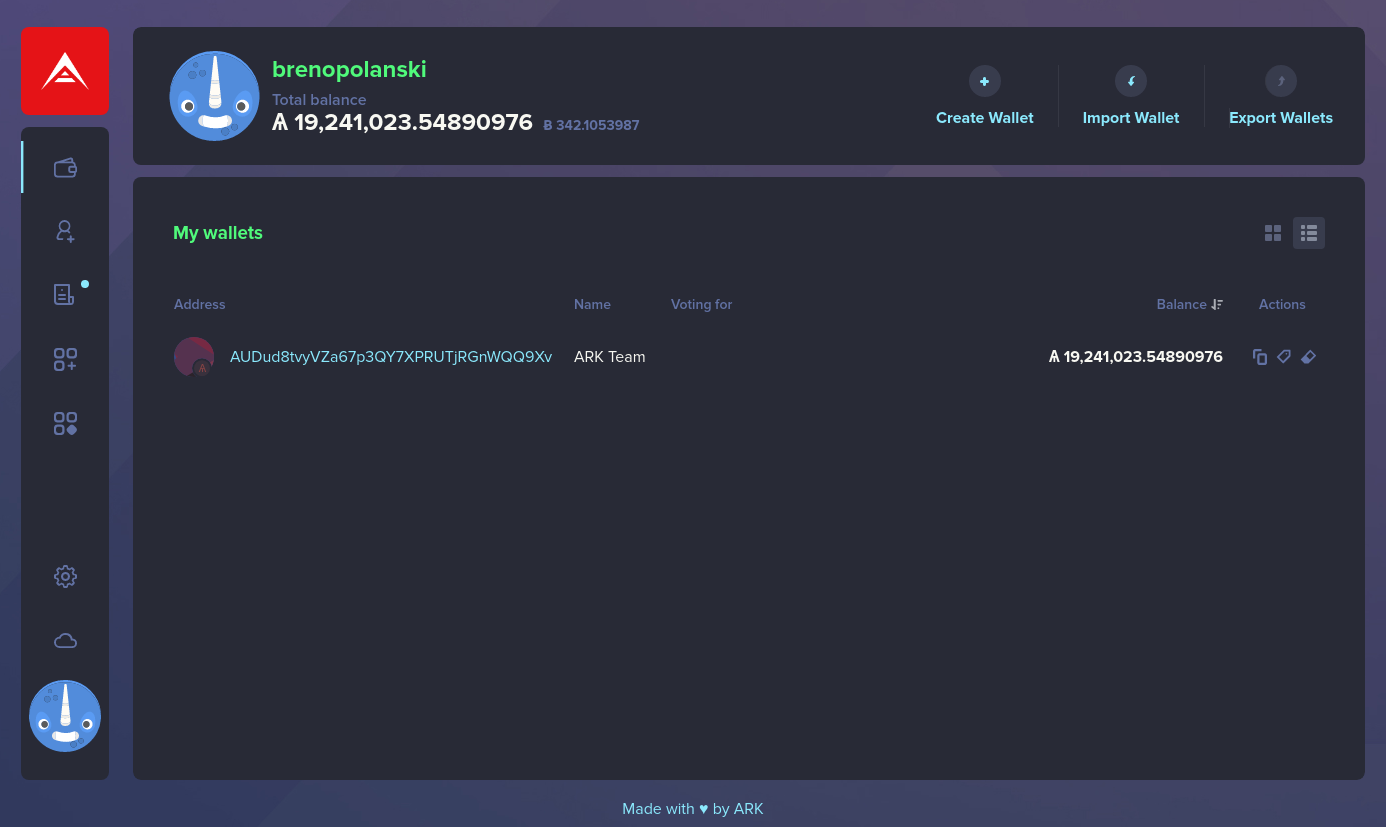 brenopolanski
Total balance
Ѧ 19,241,023.54890976 Ƀ 342.1053987
Create Wallet
Import Wallet
Export Wallets
My wallets
Address Name Voting for Balance Actions
AUDud8tvyVZa67p3QY7XPRUTjRGnWQQ9Xv ARK Team Ѧ 19,241,023.54890976
Made with ♥ by ARK